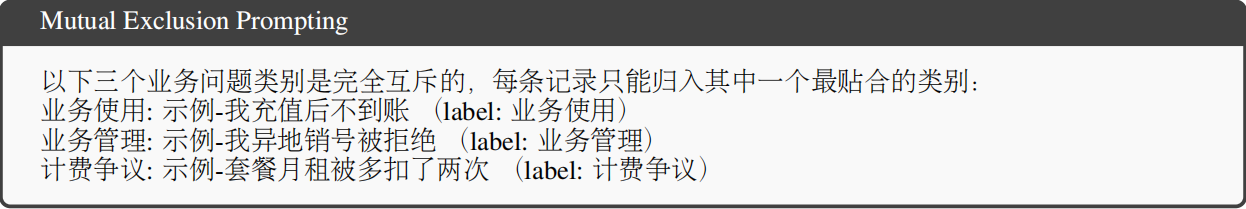 Mutual Exclusion Prompting
以下三个业务问题类别是完全互斥的，每条记录只能归入其中一个最贴合的类别：
业务使用: 示例-我充值后不到账 （label: 业务使用）
业务管理: 示例-我异地销号被拒绝 （label: 业务管理）
计费争议: 示例-套餐月租被多扣了两次 （label: 计费争议）